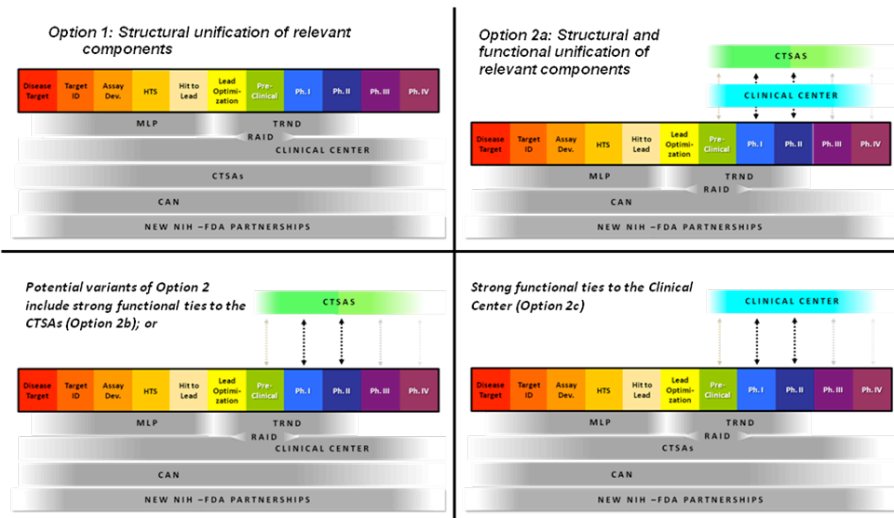 Option 1: Structural unification of relevant
components
Disease
Target
Target
ID
Assay
Dev.
HTS
Hit to
Lead
Lead
Optimi-
zation
Pre-
Clinical
Ph. I
Ph. II
Ph. III
Ph. IV
MLP
TRND
RAID
CLINICAL CENTER
CTSAs
CAN
NEW NIH –FDA PARTNERSHIPS
Option 2a: Structural and
functional unification of
relevant components
CTSAS
CLINICAL CENTER
Disease
Target
Target
ID
Assay
Dev.
HTS
Hit to
Lead
Lead
Optimi-
zation
Pre-
Clinical
Ph. I
Ph. II
Ph. III
Ph. IV
MLP
TRND
RAID
CAN
NEW NIH –FDA PARTNERSHIPS
Potential variants of Option 2
include strong functional ties to the
CTSAs (Option 2b); or
CTSAS
Disease
Target
Target
ID
Assay
Dev.
HTS
Hit to
Lead
Lead
Optimi-
zation
Pre-
Clinical
Ph. I
Ph. II
Ph. III
Ph. IV
MLP
TRND
RAID
CLINICAL CENTER
CAN
NEW NIH –FDA PARTNERSHIPS
Strong functional ties to the Clinical
Center (Option 2c)
CLINICAL CENTER
Disease
Target
Target
ID
Assay
Dev.
HTS
Hit to
Lead
Lead
Optimi-
zation
Pre-
Clinical
Ph. I
Ph. II
Ph. III
Ph. IV
MLP
TRND
RAID
CTSAs
CAN
NEW NIH –FDA PARTNERSHIPS